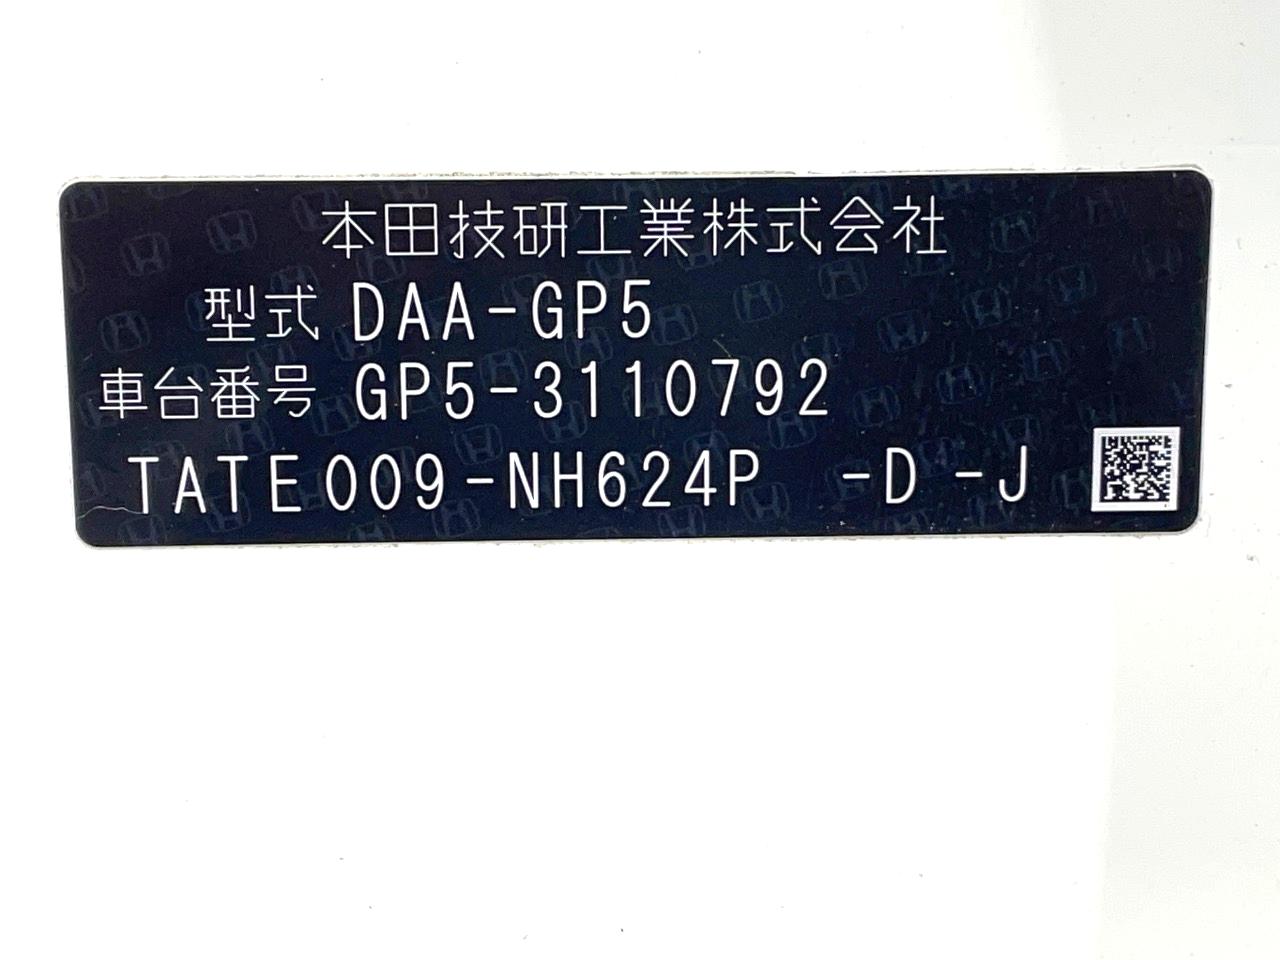 本田技研工業株式会社
型式 DAA-GP5
車台番号 GP5-3110792
TATE009-NH624P -D -J